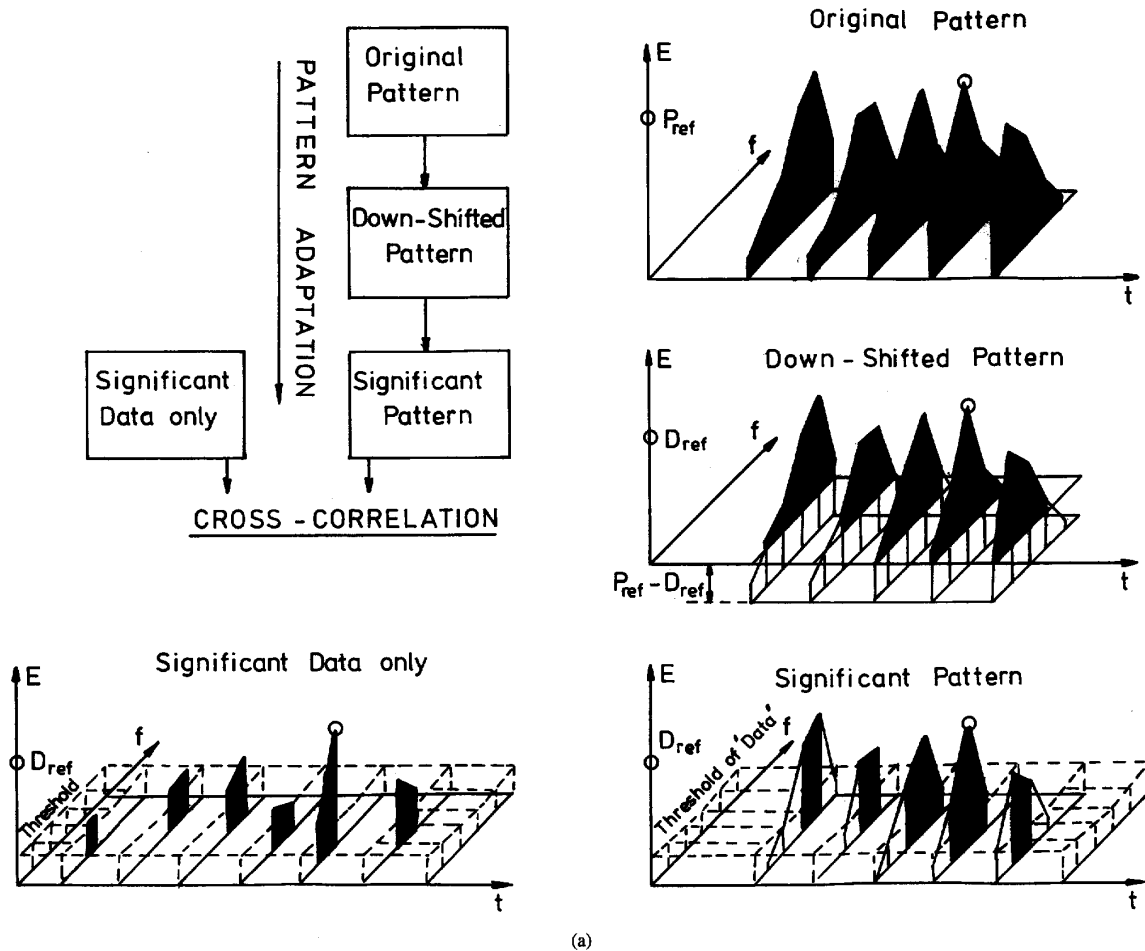 Original
Pattern
PATTERN ADAPTATION
Down-Shifted
Pattern
Significant
Data only
Significant
Pattern
CROSS - CORRELATION
Original Pattern
E
P_ref
f
t
Down - Shifted Pattern
E
D_ref
f
P_ref - D_ref
t
Significant Data only
E
D_ref
f
Threshold
t
Significant Pattern
E
D_ref
f
Threshold of 'Data'
t
(a)